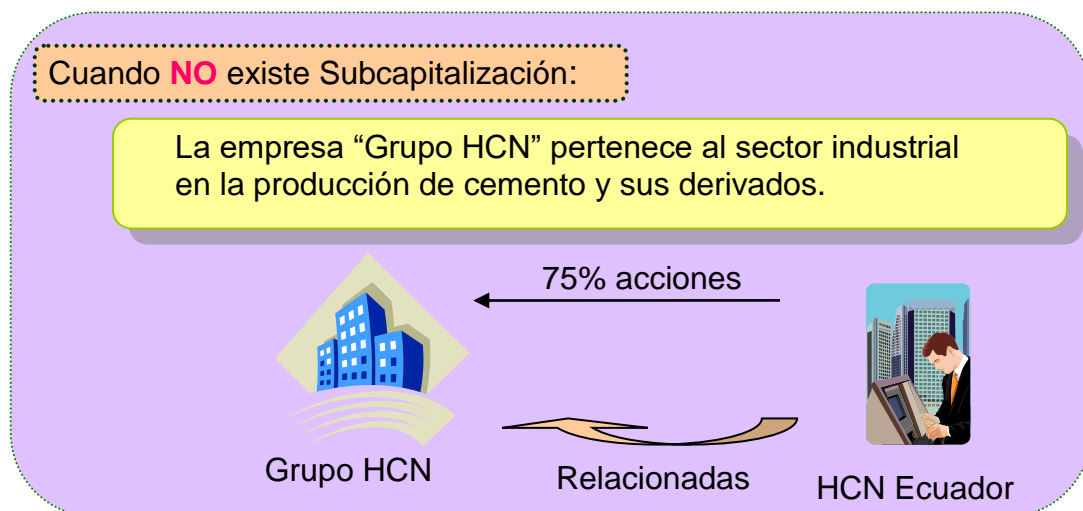 Cuando NO existe Subcapitalización:
La empresa “Grupo HCN” pertenece al sector industrial
en la producción de cemento y sus derivados.
75% acciones
Grupo HCN
Relacionadas
HCN Ecuador